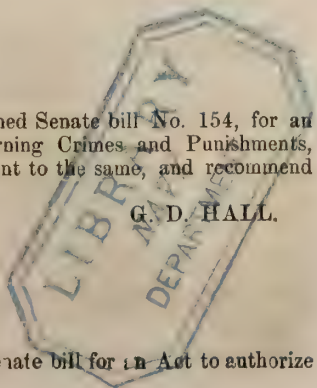 ned Senate bill No. 154, for an
rning Crimes and Punishments,
nt to the same, and recommend
G. D. HALL.
LIBRARY
NAVY
DEPARTMENT
nate bill for an Act to authorize